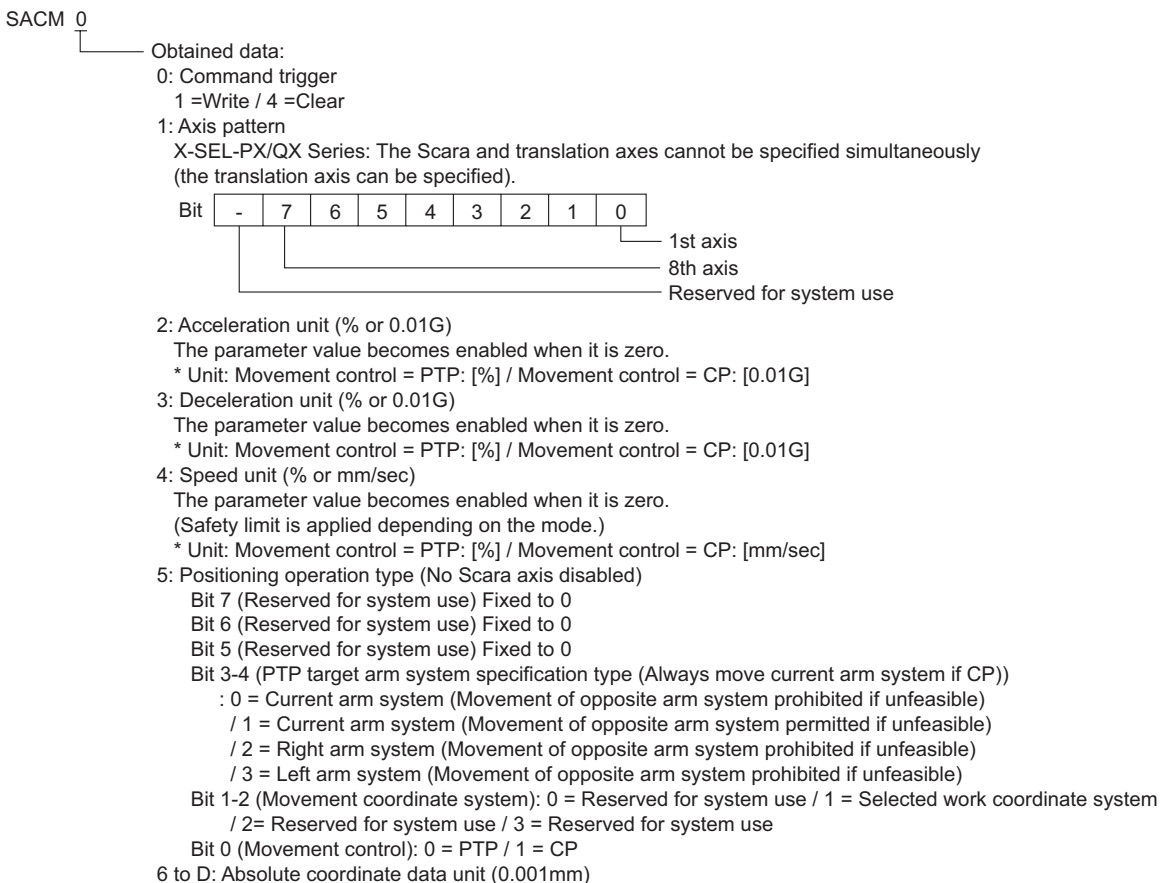 SACM 0
Obtained data:
0: Command trigger
1 =Write / 4 =Clear
1: Axis pattern
X-SEL-PX/QX Series: The Scara and translation axes cannot be specified simultaneously
(the translation axis can be specified).
Bit - 7 6 5 4 3 2 1 0
1st axis
8th axis
Reserved for system use
2: Acceleration unit (% or 0.01G)
The parameter value becomes enabled when it is zero.
* Unit: Movement control = PTP: [%] / Movement control = CP: [0.01G]
3: Deceleration unit (% or 0.01G)
The parameter value becomes enabled when it is zero.
* Unit: Movement control = PTP: [%] / Movement control = CP: [0.01G]
4: Speed unit (% or mm/sec)
The parameter value becomes enabled when it is zero.
(Safety limit is applied depending on the mode.)
* Unit: Movement control = PTP: [%] / Movement control = CP: [mm/sec]
5: Positioning operation type (No Scara axis disabled)
Bit 7 (Reserved for system use) Fixed to 0
Bit 6 (Reserved for system use) Fixed to 0
Bit 5 (Reserved for system use) Fixed to 0
Bit 3-4 (PTP target arm system specification type (Always move current arm system if CP))
: 0 = Current arm system (Movement of opposite arm system prohibited if unfeasible)
/ 1 = Current arm system (Movement of opposite arm system permitted if unfeasible)
/ 2 = Right arm system (Movement of opposite arm system prohibited if unfeasible)
/ 3 = Left arm system (Movement of opposite arm system prohibited if unfeasible)
Bit 1-2 (Movement coordinate system): 0 = Reserved for system use / 1 = Selected work coordinate system
/ 2= Reserved for system use / 3 = Reserved for system use
Bit 0 (Movement control): 0 = PTP / 1 = CP
6 to D: Absolute coordinate data unit (0.001mm)